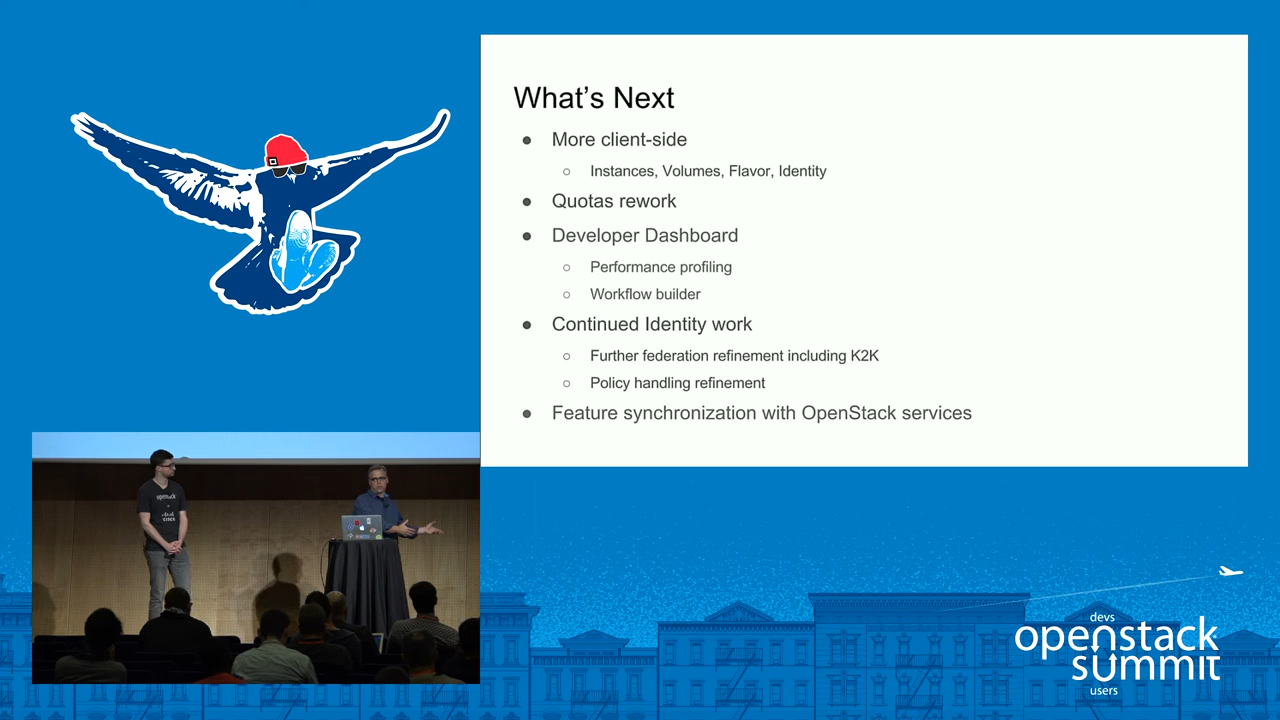 What's Next
● More client-side
○ Instances, Volumes, Flavor, Identity
● Quotas rework
● Developer Dashboard
○ Performance profiling
○ Workflow builder
● Continued Identity work
○ Further federation refinement including K2K
○ Policy handling refinement
● Feature synchronization with OpenStack services
openstack
devs
openstack
summit
users